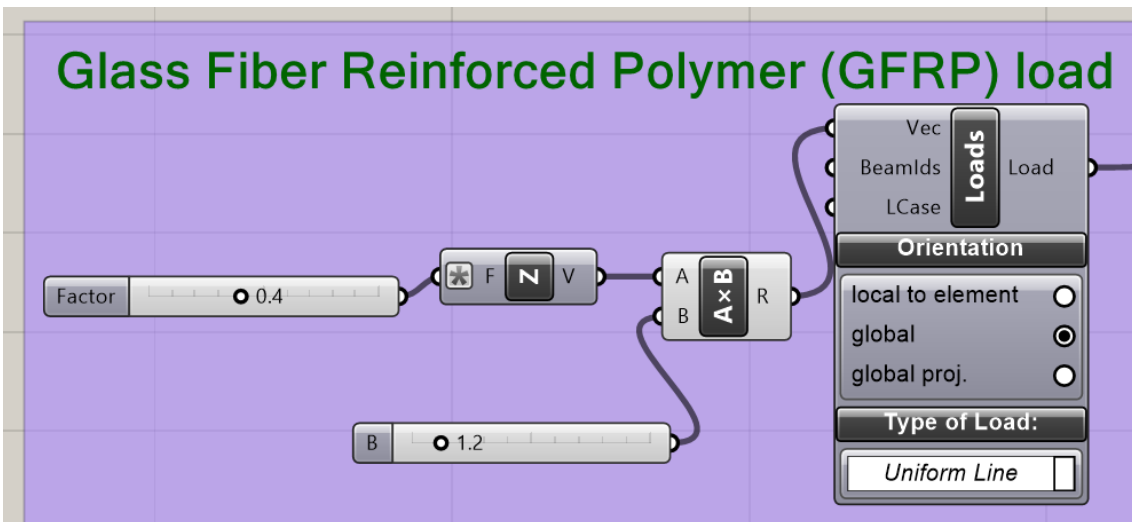 Glass Fiber Reinforced Polymer (GFRP) load
Vec
BeamIds
LCase
Loads
Load
Orientation
local to element
global
global proj.
Type of Load:
Uniform Line
Factor
0.4
F
Z
V
A
B
A×B
R
B
1.2